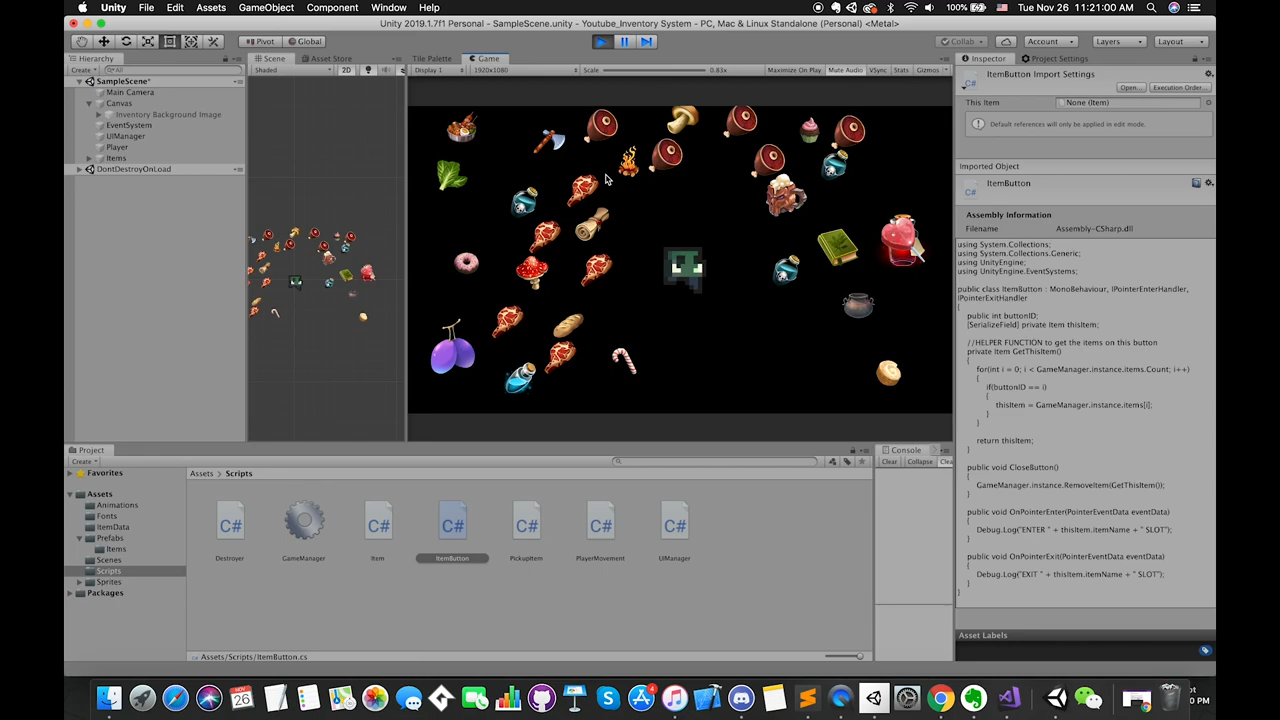 Unity File Edit Assets GameObject Component Window Help 100% Tue Nov 26 11:21:00 AM
Unity 2019.1.7f1 Personal - SampleScene.unity - Youtube_Inventory System - PC, Mac & Linux Standalone (Personal) <Metal>
Pivot Global Collab Account Layers Layout
Hierarchy Scene Asset Store Tile Palette Game Inspector Project Settings
Create All Shaded 2D Display 1 1920x1080 Scale 0.83x Maximize On Play Mute Audio VSync Stats Gizmos
SampleScene*
Main Camera
Canvas
Inventory Background Image
EventSystem
UIManager
Player
Items
DontDestroyOnLoad
ItemButton Import Settings
Open... Execution Order...
This Item None (Item)
Default references will only be applied in edit mode.
Imported Object
ItemButton
Assembly Information
Filename Assembly-CSharp.dll
using System.Collections;
using System.Collections.Generic;
using UnityEngine;
using UnityEngine.EventSystems;
public class ItemButton : MonoBehaviour, IPointerEnterHandler,
IPointerExitHandler
{
public int buttonID;
[SerializeField] private Item thisItem;
//HELPER FUNCTION to get the items on this button
private Item GetThisItem()
{
for(int i = 0; i < GameManager.instance.items.Count; i++)
{
if(buttonID == i)
{
thisItem = GameManager.instance.items[i];
}
}
return thisItem;
}
public void CloseButton()
{
GameManager.instance.RemoveItem(GetThisItem());
}
public void OnPointerEnter(PointerEventData eventData)
{
Debug.Log("ENTER " + thisItem.itemName + " SLOT");
}
public void OnPointerExit(PointerEventData eventData)
{
Debug.Log("EXIT " + thisItem.itemName + " SLOT");
}
}
Asset Labels
Project
Create
Favorites
Assets
Animations
Fonts
ItemData
Prefabs
Items
Scenes
Scripts
Sprites
Packages
Assets Scripts
C# C# C# C# C# C#
Destroyer GameManager Item ItemButton PickupItem PlayerMovement UIManager
Assets/Scripts/ItemButton.cs
Console
Clear Collapse Clea